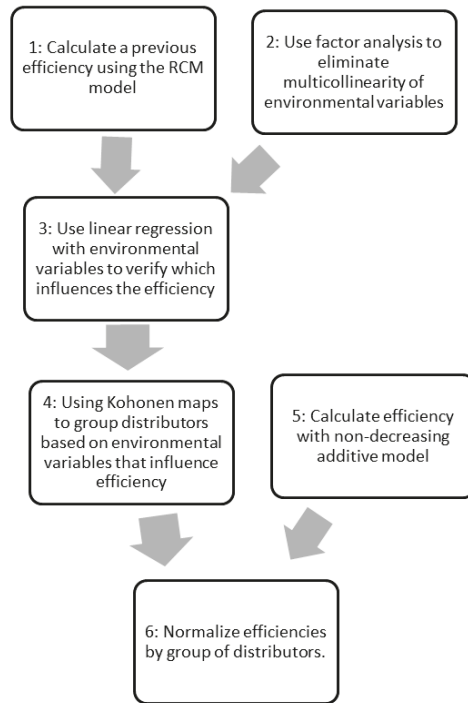 1: Calculate a previous
efficiency using the RCM
model
2: Use factor analysis to
eliminate
multicollinearity of
environmental variables
3: Use linear regression
with environmental
variables to verify which
influences the efficiency
4: Using Kohonen maps
to group distributors
based on environmental
variables that influence
efficiency
5: Calculate efficiency
with non-decreasing
additive model
6: Normalize efficiencies
by group of distributors.